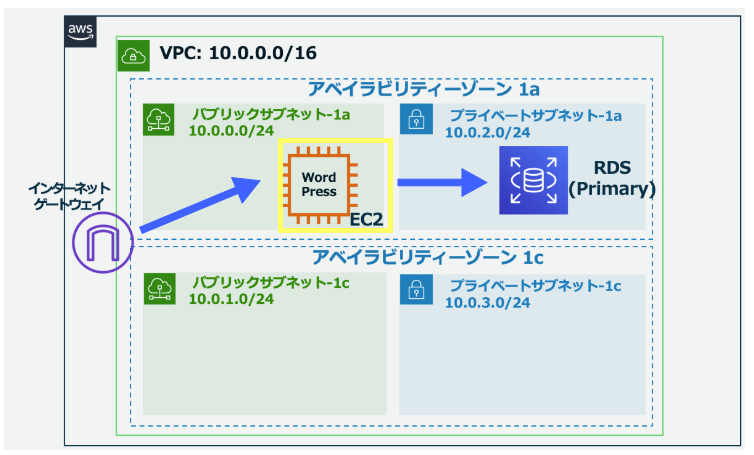 aws
VPC: 10.0.0.0/16
アベイラビリティーゾーン 1a
パブリックサブネット-1a
10.0.0.0/24
プライベートサブネット-1a
10.0.2.0/24
Word
Press
EC2
RDS
(Primary)
インターネット
ゲートウェイ
アベイラビリティーゾーン 1c
パブリックサブネット-1c
10.0.1.0/24
プライベートサブネット-1c
10.0.3.0/24